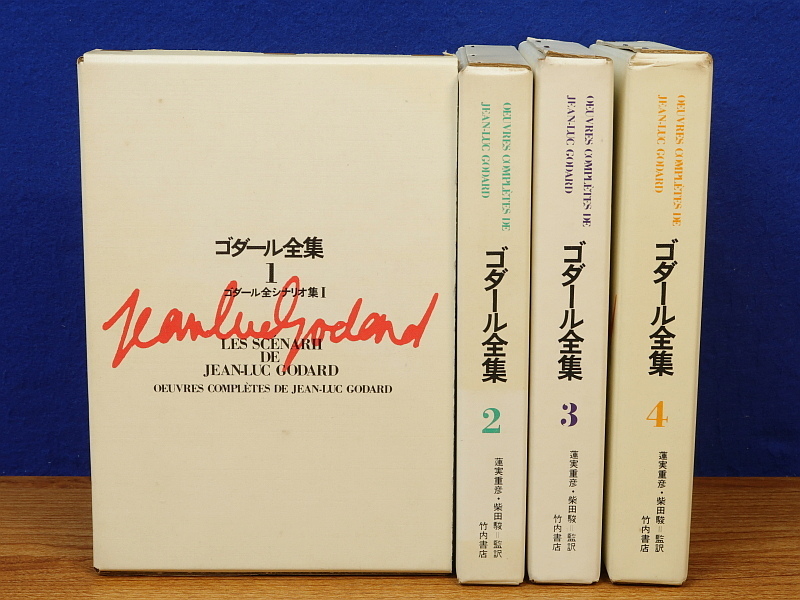 ゴダール全集
1
ゴダール全シナリオ集 I
Jean Luc Godard
LES SCENARII
DE
JEAN-LUC GODARD
OEUVRES COMPLÈTES DE JEAN-LUC GODARD
OEUVRES COMPLÈTES DE
JEAN-LUC GODARD
ゴダール全集
2
蓮実重彦・柴田駿=監訳
竹内書店
OEUVRES COMPLÈTES DE
JEAN-LUC GODARD
ゴダール全集
3
蓮実重彦・柴田駿=監訳
竹内書店
OEUVRES COMPLÈTES DE
JEAN-LUC GODARD
ゴダール全集
4
蓮実重彦・柴田駿=監訳
竹内書店